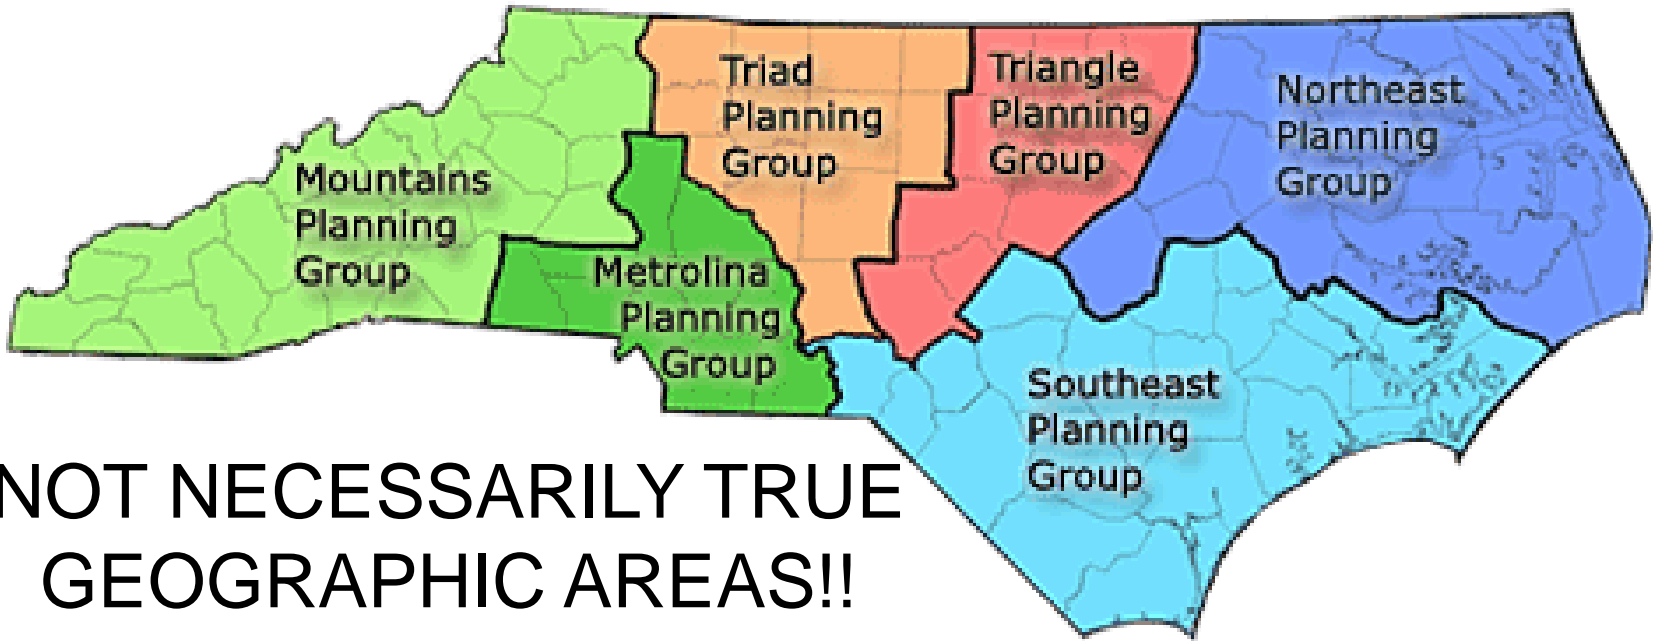 Triad
Planning
Group
Triangle
Planning
Group
Northeast
Planning
Group
Mountains
Planning
Group
Metrolina
Planning
Group
Southeast
Planning
Group
NOT NECESSARILY TRUE
GEOGRAPHIC AREAS!!